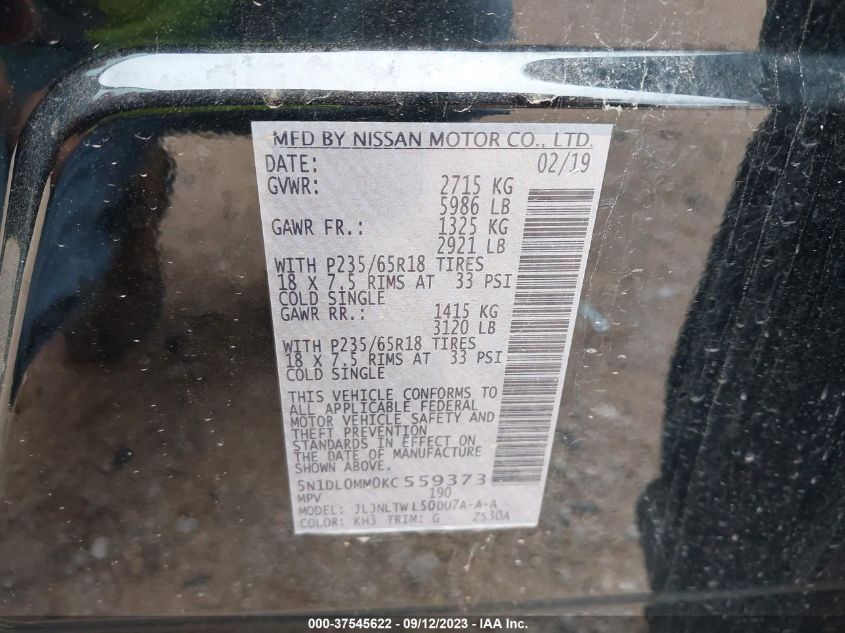 MFD BY NISSAN MOTOR CO., LTD.
DATE: 02/19
GVWR: 2715 KG
5986 LB
GAWR FR.: 1325 KG
2921 LB
WITH P235/65R18 TIRES
18 X 7.5 RIMS AT 33 PSI
COLD SINGLE
GAWR RR.: 1415 KG
3120 LB
WITH P235/65R18 TIRES
18 X 7.5 RIMS AT 33 PSI
COLD SINGLE
THIS VEHICLE CONFORMS TO
ALL APPLICABLE FEDERAL
MOTOR VEHICLE SAFETY AND
THEFT PREVENTION
STANDARDS IN EFFECT ON
THE DATE OF MANUFACTURE
SHOWN ABOVE.
5N1DL0MM0KC559373
MPV 190
MODEL: JLJNLTWL50DU7A-A-A
COLOR: KH3 TRIM: G ZS30A
000-37545622 - 09/12/2023 - IAA Inc.